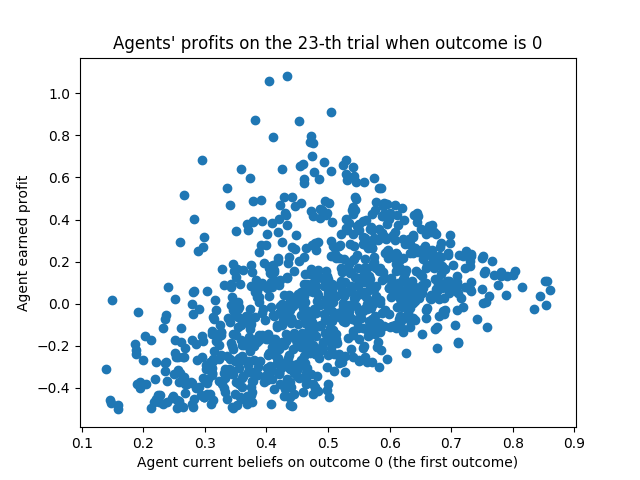 Agents' profits on the 23-th trial when outcome is 0
1.0
0.8
0.6
0.4
0.2
0.0
−0.2
−0.4
Agent earned profit
0.1 0.2 0.3 0.4 0.5 0.6 0.7 0.8 0.9
Agent current beliefs on outcome 0 (the first outcome)